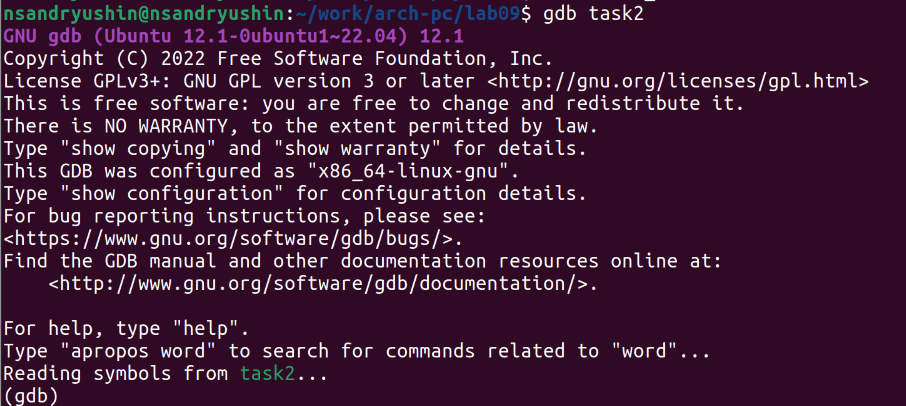 nsandryushin@nsandryushin:~/work/arch-pc/lab09$ gdb task2
GNU gdb (Ubuntu 12.1-0ubuntu1~22.04) 12.1
Copyright (C) 2022 Free Software Foundation, Inc.
License GPLv3+: GNU GPL version 3 or later <http://gnu.org/licenses/gpl.html>
This is free software: you are free to change and redistribute it.
There is NO WARRANTY, to the extent permitted by law.
Type "show copying" and "show warranty" for details.
This GDB was configured as "x86_64-linux-gnu".
Type "show configuration" for configuration details.
For bug reporting instructions, please see:
<https://www.gnu.org/software/gdb/bugs/>.
Find the GDB manual and other documentation resources online at:
    <http://www.gnu.org/software/gdb/documentation/>.

For help, type "help".
Type "apropos word" to search for commands related to "word"...
Reading symbols from task2...
(gdb)